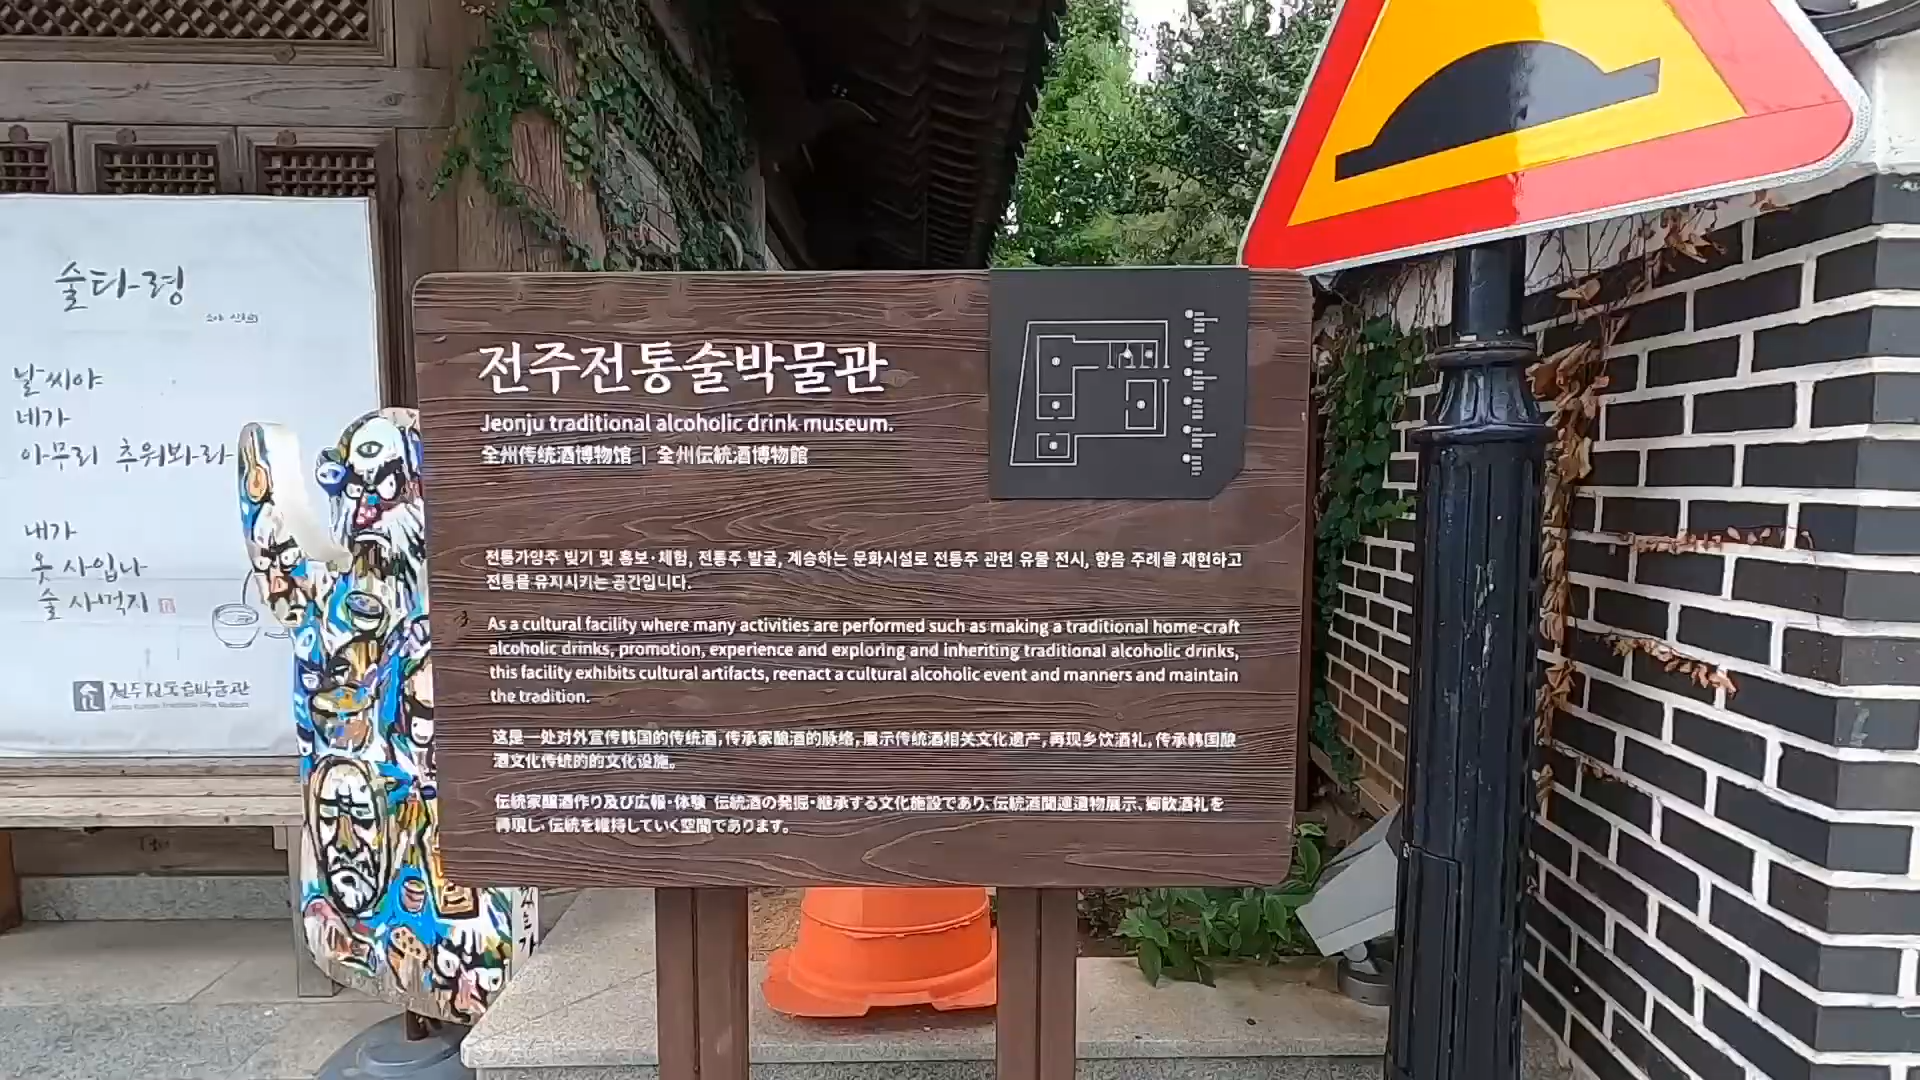 술타령
날씨야
네가
아무리 추워봐라
내가
옷 사입나
술 사먹지
전주전통술박물관
전주전통술박물관
Jeonju traditional alcoholic drink museum.
全州传统酒博物馆 | 全州伝統酒博物館
전통가양주 빚기 및 홍보·체험, 전통주 발굴, 계승하는 문화시설로 전통주 관련 유물 전시, 향음 주례을 재현하고
전통을 유지시키는 공간입니다.
As a cultural facility where many activities are performed such as making a traditional home-craft
alcoholic drinks, promotion, experience and exploring and inheriting traditional alcoholic drinks,
this facility exhibits cultural artifacts, reenact a cultural alcoholic event and manners and maintain
the tradition.
这是一处对外宣传韩国的传统酒,传承家酿酒的脉络,展示传统酒相关文化遗产,再现乡饮酒礼,传承韩国酿
酒文化传统的的文化设施。
伝統家醸酒作り及び広報·体験 伝統酒の発掘·継承する文化施設であり、伝統酒関連遺物展示、郷飲酒礼を
再現し、伝統を維持していく空間であります。